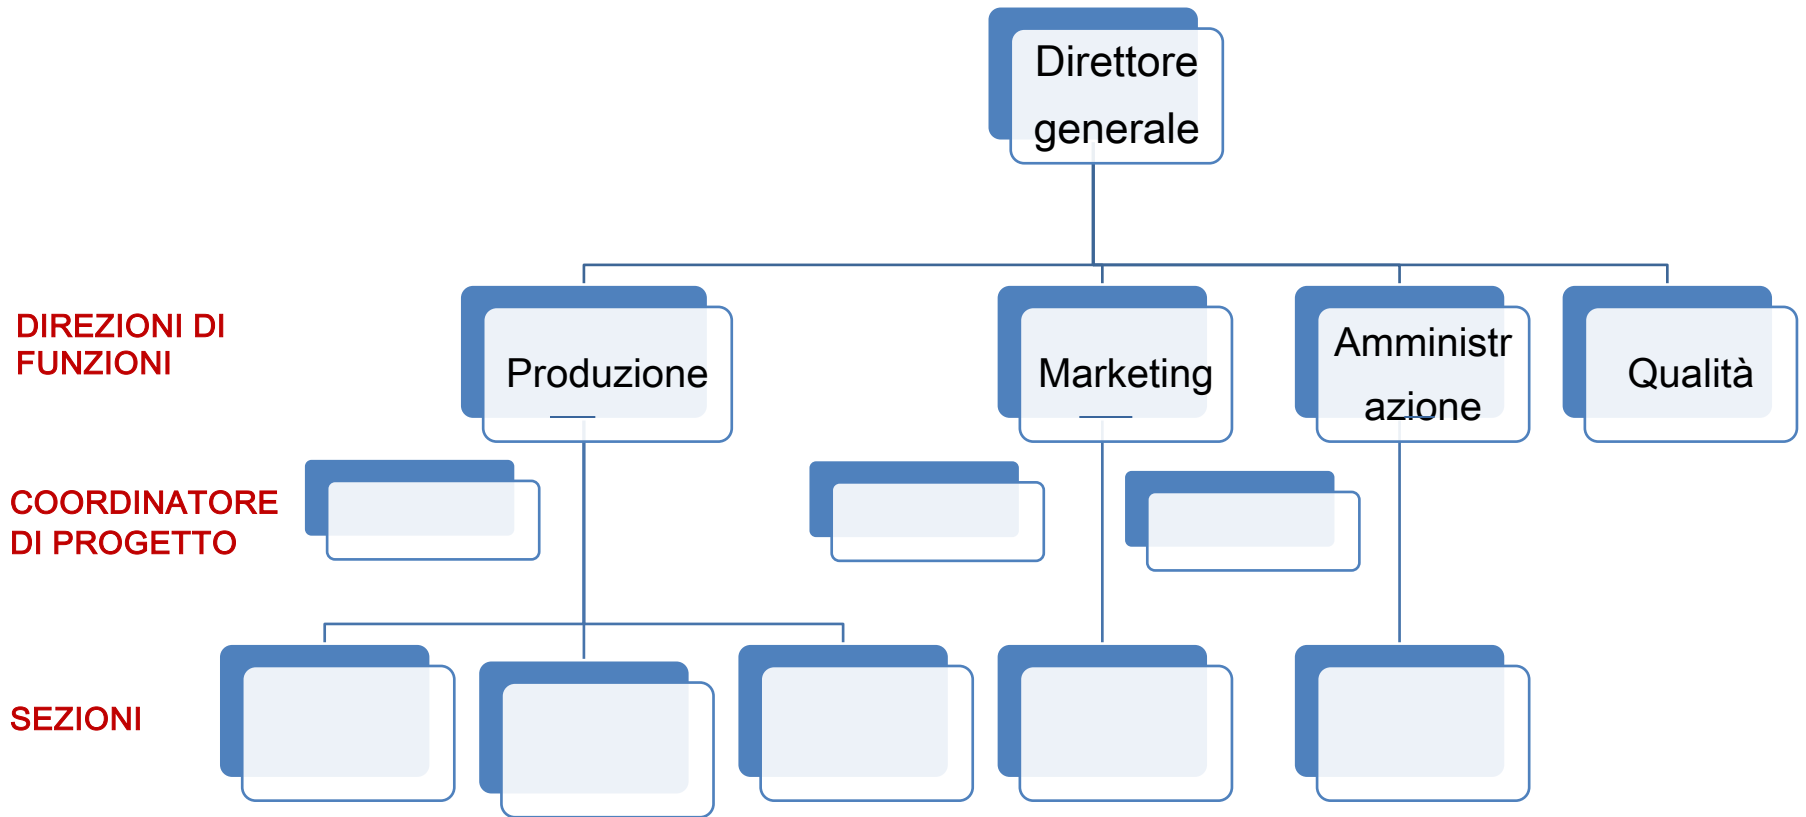 Direttore
generale
DIREZIONI DI
FUNZIONI
Produzione
Marketing
Amministr
azione
Qualità
COORDINATORE
DI PROGETTO
SEZIONI